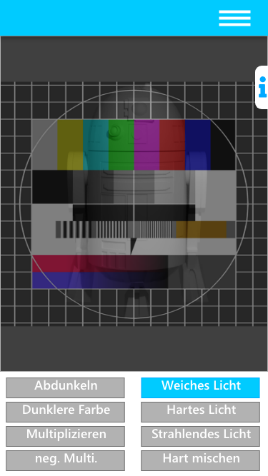 i
Abdunkeln
Weiches Licht
Dunklere Farbe
Hartes Licht
Multiplizieren
Strahlendes Licht
neg. Multi.
Hart mischen